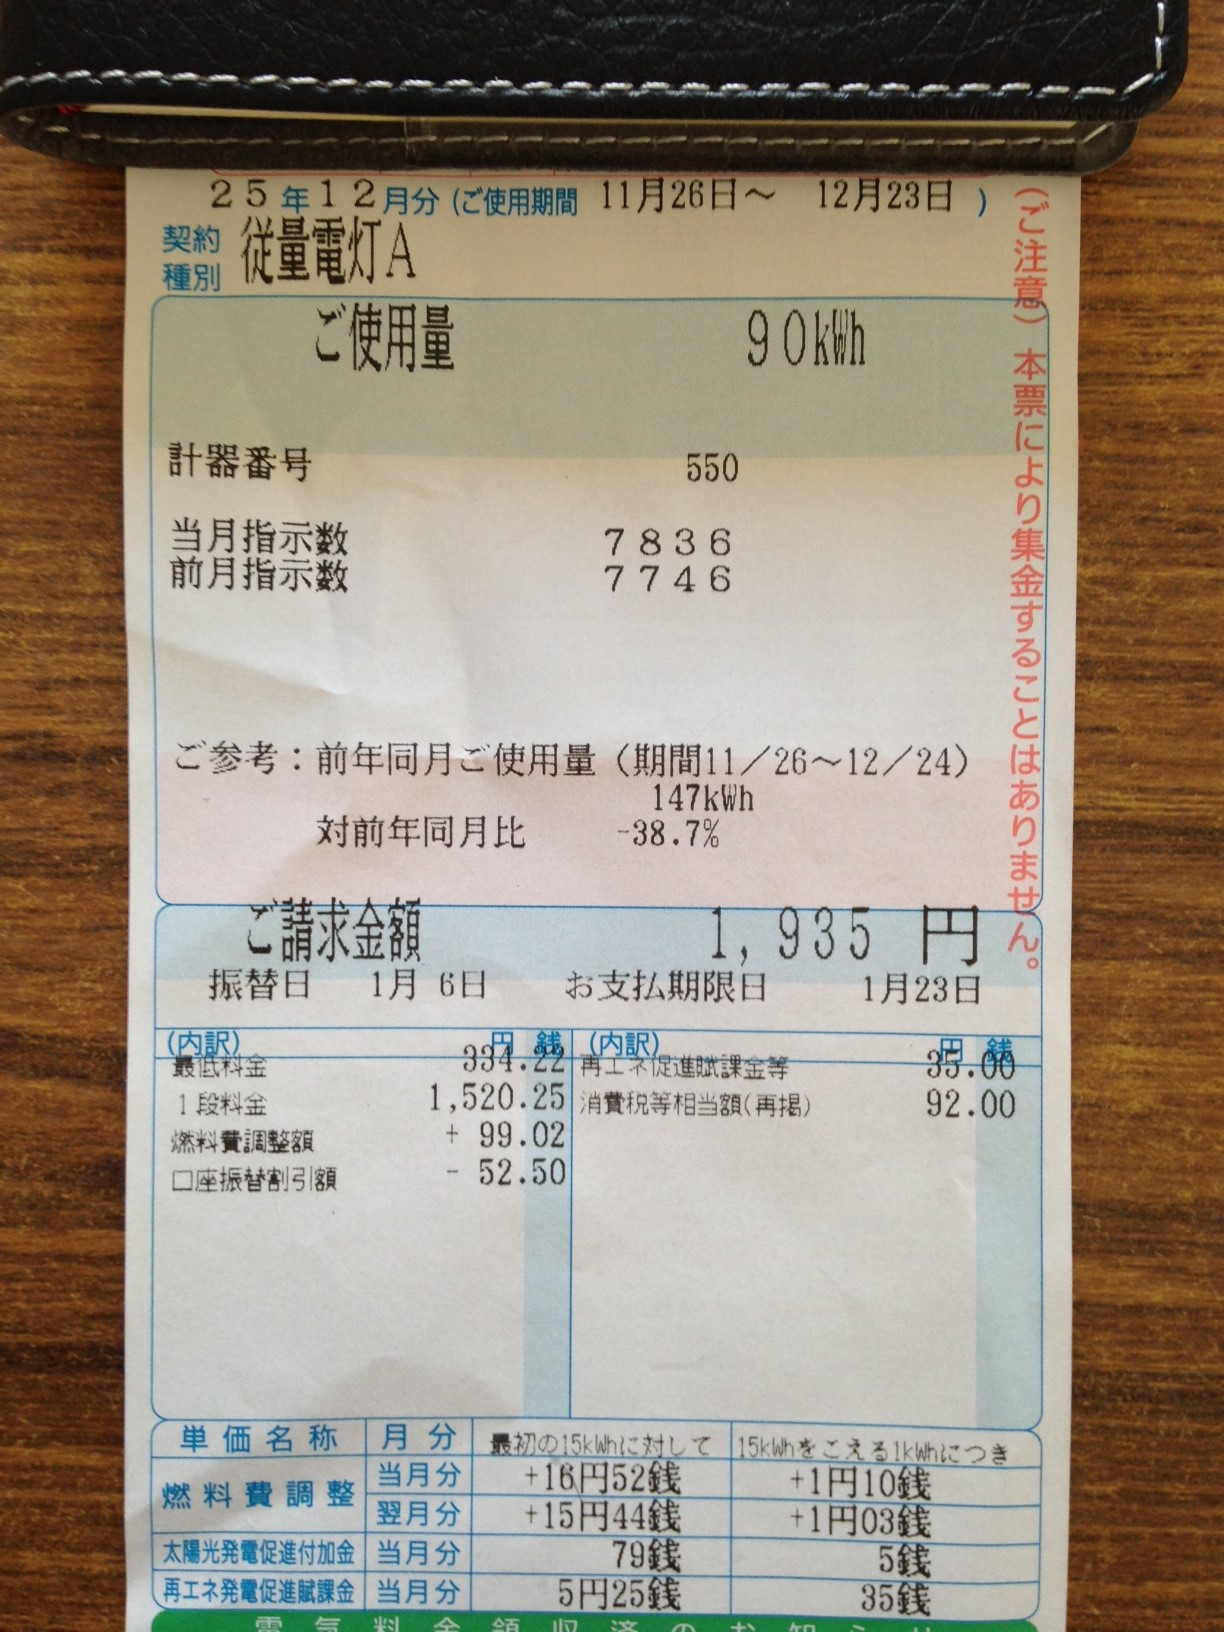 25年12月分(ご使用期間 11月26日～ 12月23日 )
契約種別 従量電灯A
ご使用量 90kWh
計器番号 550
当月指示数 7836
前月指示数 7746
ご参考：前年同月ご使用量（期間11／26～12／24）
147kWh
対前年同月比 -38.7%
ご請求金額 1,935 円
振替日 1月 6日 お支払期限日 1月23日
(内訳) 円 銭 (内訳) 円 銭
最低料金 334.22 再エネ促進賦課金等 35.00
1段料金 1,520.25 消費税等相当額(再掲) 92.00
燃料費調整額 + 99.02
口座振替割引額 - 52.50
単価名称 月分 最初の15kWhに対して 15kWhをこえる1kWhにつき
燃料費調整 当月分 +16円52銭 +1円10銭
翌月分 +15円44銭 +1円03銭
太陽光発電促進付加金 当月分 79銭 5銭
再エネ発電促進賦課金 当月分 5円25銭 35銭
電気料金領収済のお知らせ
(ご注意) 本票により集金することはありません。